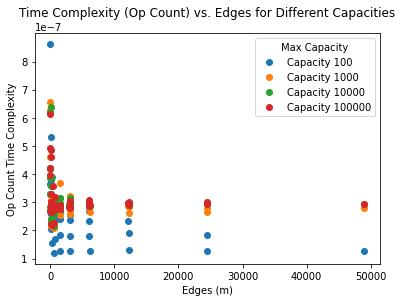 Time Complexity (Op Count) vs. Edges for Different Capacities
1e−7
Max Capacity
Capacity 100
Capacity 1000
Capacity 10000
Capacity 100000
8
7
6
5
4
3
2
1
Op Count Time Complexity
0 10000 20000 30000 40000 50000
Edges (m)